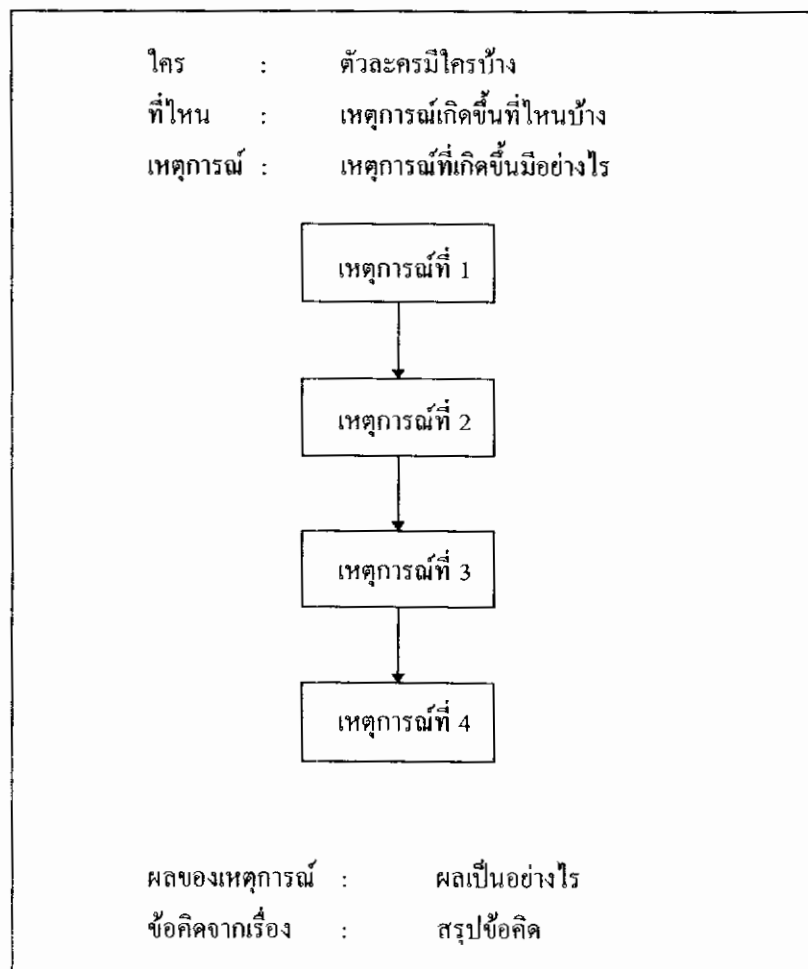 ใคร : ตัวละครมีใครบ้าง
ที่ไหน : เหตุการณ์เกิดขึ้นที่ไหนบ้าง
เหตุการณ์ : เหตุการณ์ที่เกิดขึ้นมีอย่างไร
เหตุการณ์ที่ 1
เหตุการณ์ที่ 2
เหตุการณ์ที่ 3
เหตุการณ์ที่ 4
ผลของเหตุการณ์ : ผลเป็นอย่างไร
ข้อคิดจากเรื่อง : สรุปข้อคิด